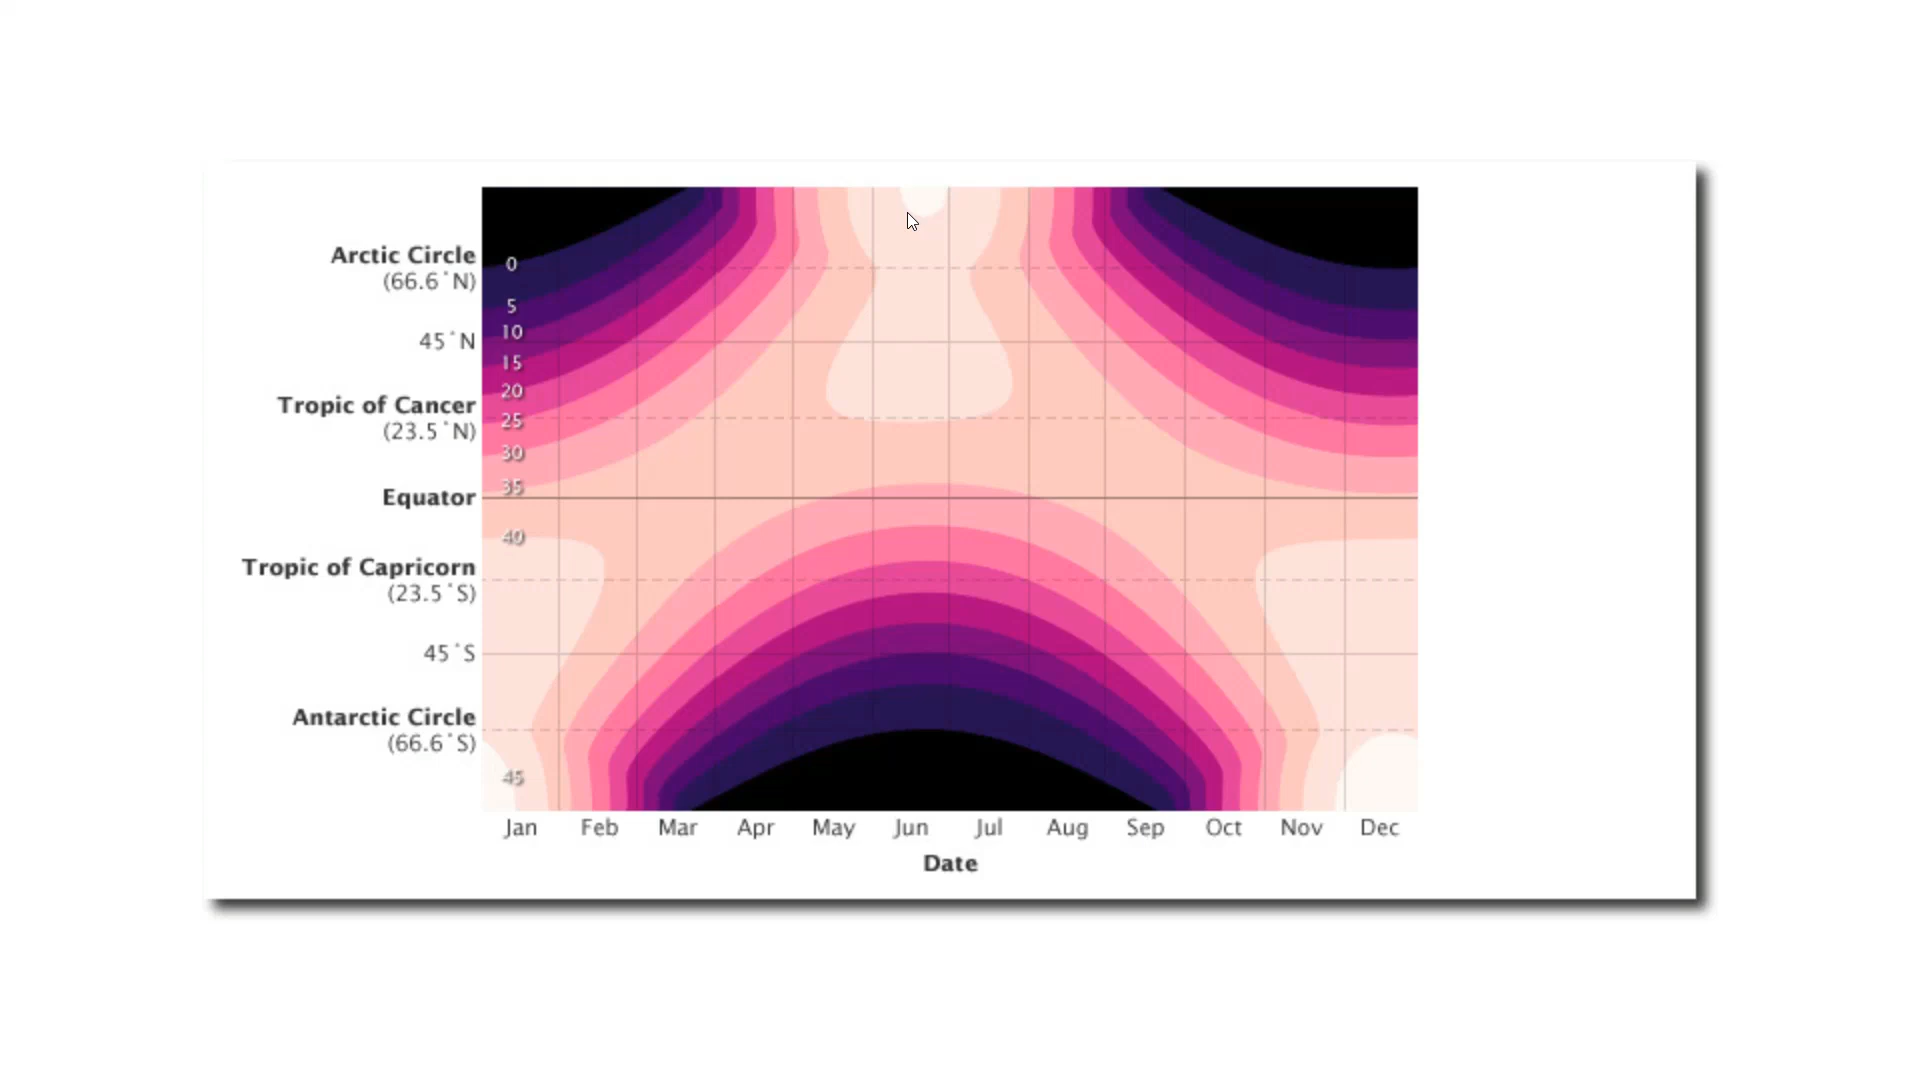 Arctic Circle
(66.6˚N)
45˚N
Tropic of Cancer
(23.5˚N)
Equator
Tropic of Capricorn
(23.5˚S)
45˚S
Antarctic Circle
(66.6˚S)
0
5
10
15
20
25
30
35
40
45
Jan Feb Mar Apr May Jun Jul Aug Sep Oct Nov Dec
Date